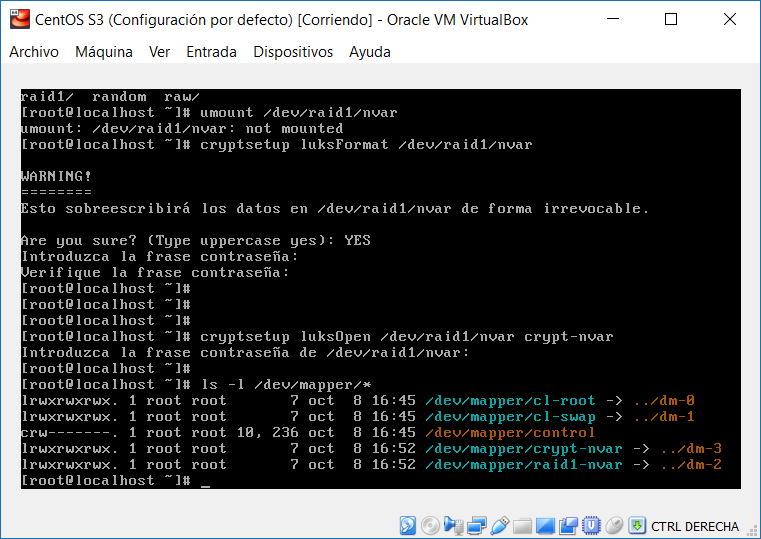 CentOS S3 (Configuración por defecto) [Corriendo] - Oracle VM VirtualBox
Archivo Máquina Ver Entrada Dispositivos Ayuda
raid1/  random  raw/
[root@localhost ~]# umount /dev/raid1/nvar
umount: /dev/raid1/nvar: not mounted
[root@localhost ~]# cryptsetup luksFormat /dev/raid1/nvar
WARNING!
========
Esto sobreescribirá los datos en /dev/raid1/nvar de forma irrevocable.
Are you sure? (Type uppercase yes): YES
Introduzca la frase contraseña:
Verifique la frase contraseña:
[root@localhost ~]#
[root@localhost ~]#
[root@localhost ~]#
[root@localhost ~]# cryptsetup luksOpen /dev/raid1/nvar crypt-nvar
Introduzca la frase contraseña de /dev/raid1/nvar:
[root@localhost ~]#
[root@localhost ~]# ls -l /dev/mapper/*
lrwxrwxrwx. 1 root root       7 oct  8 16:45 /dev/mapper/cl-root -> ../dm-0
lrwxrwxrwx. 1 root root       7 oct  8 16:45 /dev/mapper/cl-swap -> ../dm-1
crw-------. 1 root root 10, 236 oct  8 16:45 /dev/mapper/control
lrwxrwxrwx. 1 root root       7 oct  8 16:52 /dev/mapper/crypt-nvar -> ../dm-3
lrwxrwxrwx. 1 root root       7 oct  8 16:52 /dev/mapper/raid1-nvar -> ../dm-2
[root@localhost ~]# _
CTRL DERECHA